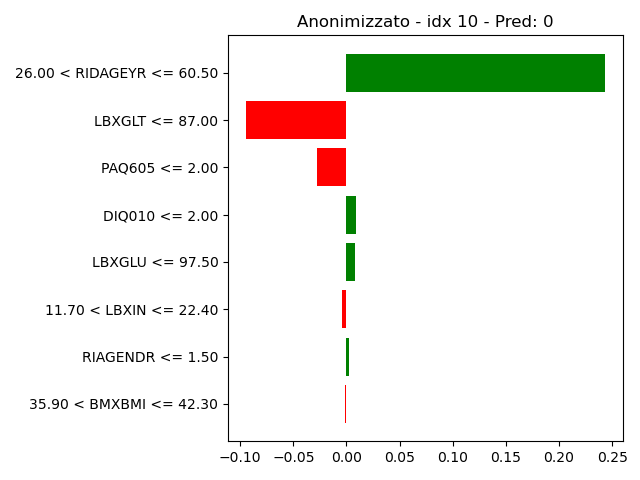 Anonimizzato - idx 10 - Pred: 0
26.00 < RIDAGEYR <= 60.50
LBXGLT <= 87.00
PAQ605 <= 2.00
DIQ010 <= 2.00
LBXGLU <= 97.50
11.70 < LBXIN <= 22.40
RIAGENDR <= 1.50
35.90 < BMXBMI <= 42.30
−0.10 −0.05 0.00 0.05 0.10 0.15 0.20 0.25